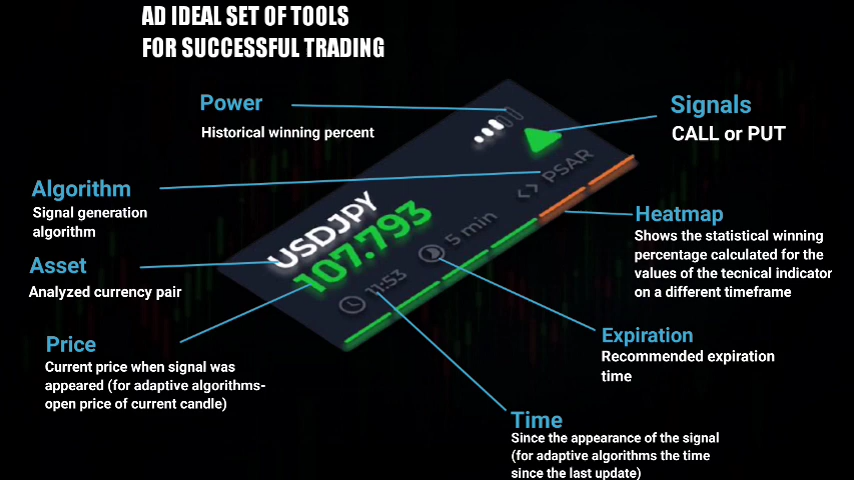 AD IDEAL SET OF TOOLS
FOR SUCCESSFUL TRADING
Power
Historical winning percent
Signals
CALL or PUT
Algorithm
Signal generation
algorithm
Asset
Analyzed currency pair
Price
Current price when signal was
appeared (for adaptive algorithms-
open price of current candle)
USDJPY
107.793
11:53
5 min
<> PSAR
Heatmap
Shows the statistical winning
percentage calculated for the
values of the tecnical indicator
on a different timeframe
Expiration
Recommended expiration
time
Time
Since the appearance of the signal
(for adaptive algorithms the time
since the last update)